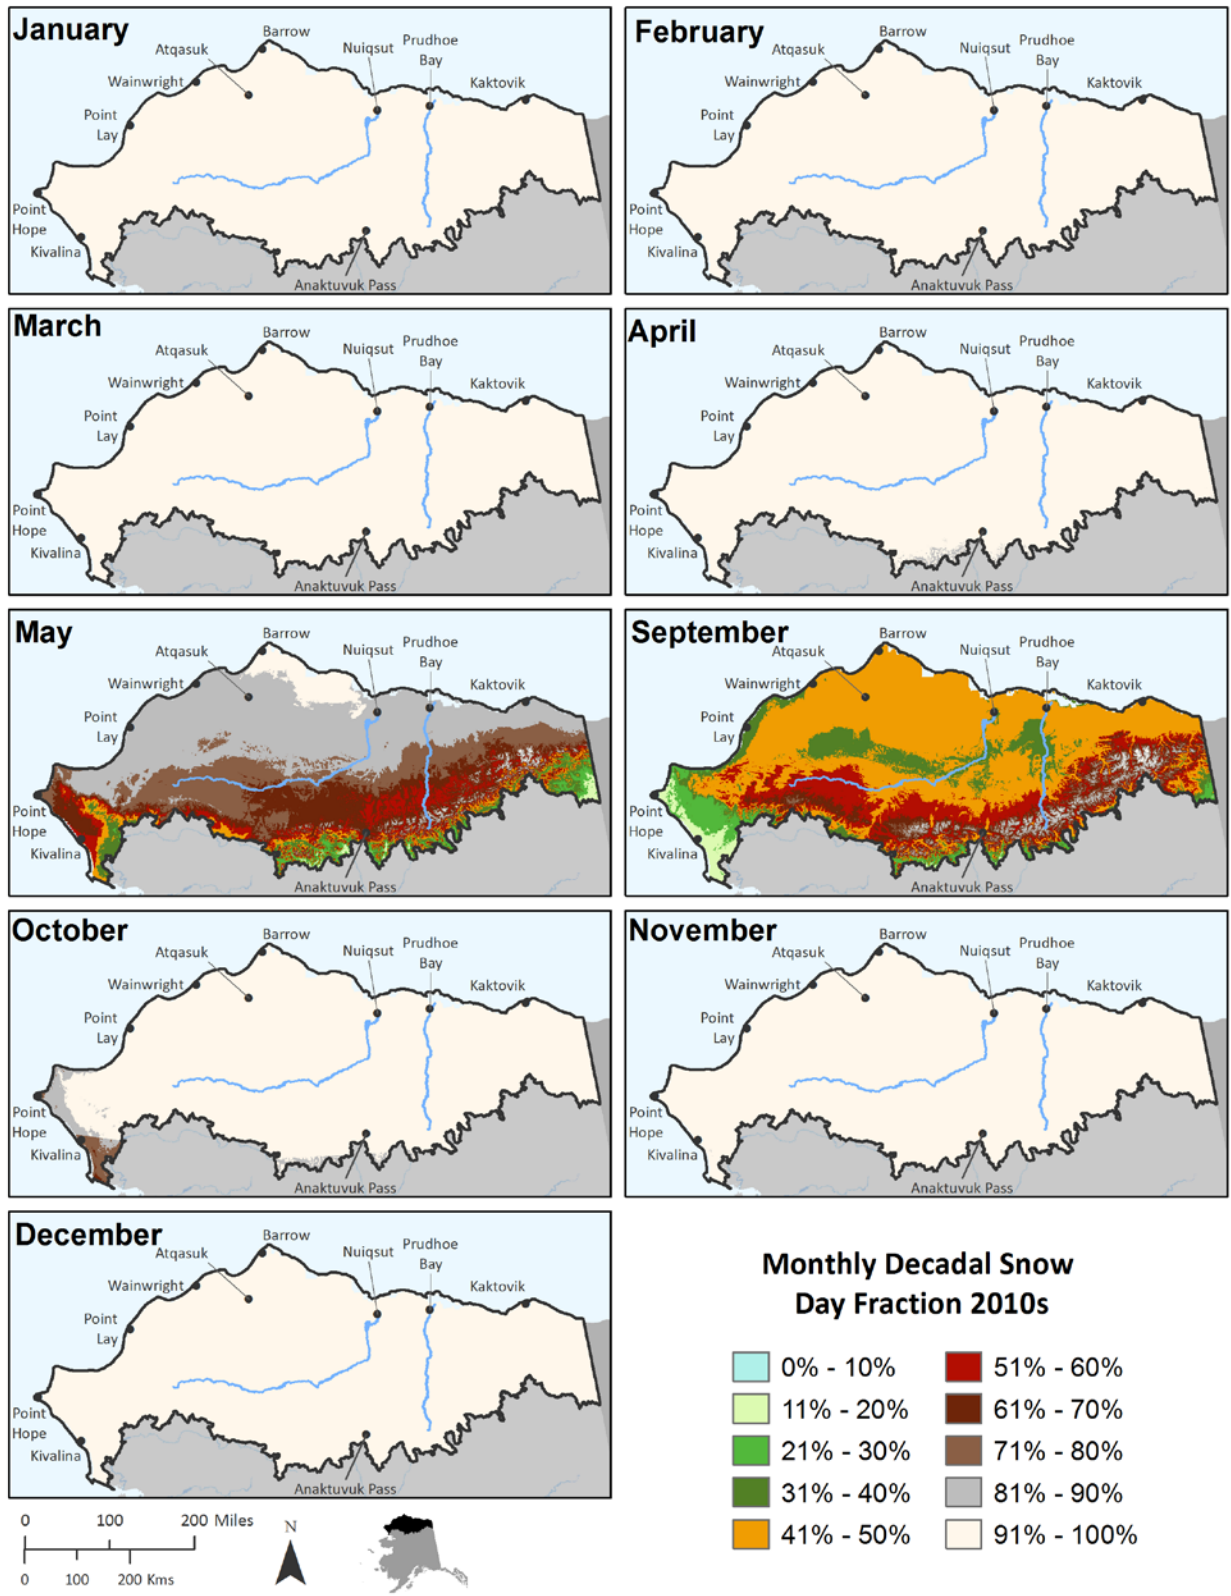 January
Barrow
Atqasuk
Nuiqsut
Prudhoe
Bay
Wainwright
Kaktovik
Point
Lay
Point
Hope
Kivalina
Anaktuvuk Pass
February
Barrow
Atqasuk
Nuiqsut
Prudhoe
Bay
Wainwright
Kaktovik
Point
Lay
Point
Hope
Kivalina
Anaktuvuk Pass
March
Barrow
Atqasuk
Nuiqsut
Prudhoe
Bay
Wainwright
Kaktovik
Point
Lay
Point
Hope
Kivalina
Anaktuvuk Pass
April
Barrow
Atqasuk
Nuiqsut
Prudhoe
Bay
Wainwright
Kaktovik
Point
Lay
Point
Hope
Kivalina
Anaktuvuk Pass
May
Barrow
Atqasuk
Nuiqsut
Prudhoe
Bay
Wainwright
Kaktovik
Point
Lay
Point
Hope
Kivalina
Anaktuvuk Pass
September
Barrow
Atqasuk
Nuiqsut
Prudhoe
Bay
Wainwright
Kaktovik
Point
Lay
Point
Hope
Kivalina
Anaktuvuk Pass
October
Barrow
Atqasuk
Nuiqsut
Prudhoe
Bay
Wainwright
Kaktovik
Point
Lay
Point
Hope
Kivalina
Anaktuvuk Pass
November
Barrow
Atqasuk
Nuiqsut
Prudhoe
Bay
Wainwright
Kaktovik
Point
Lay
Point
Hope
Kivalina
Anaktuvuk Pass
December
Barrow
Atqasuk
Nuiqsut
Prudhoe
Bay
Wainwright
Kaktovik
Point
Lay
Point
Hope
Kivalina
Anaktuvuk Pass
Monthly Decadal Snow
Day Fraction 2010s
0% - 10%
11% - 20%
21% - 30%
31% - 40%
41% - 50%
51% - 60%
61% - 70%
71% - 80%
81% - 90%
91% - 100%
0 100 200 Miles
0 100 200 Kms
N